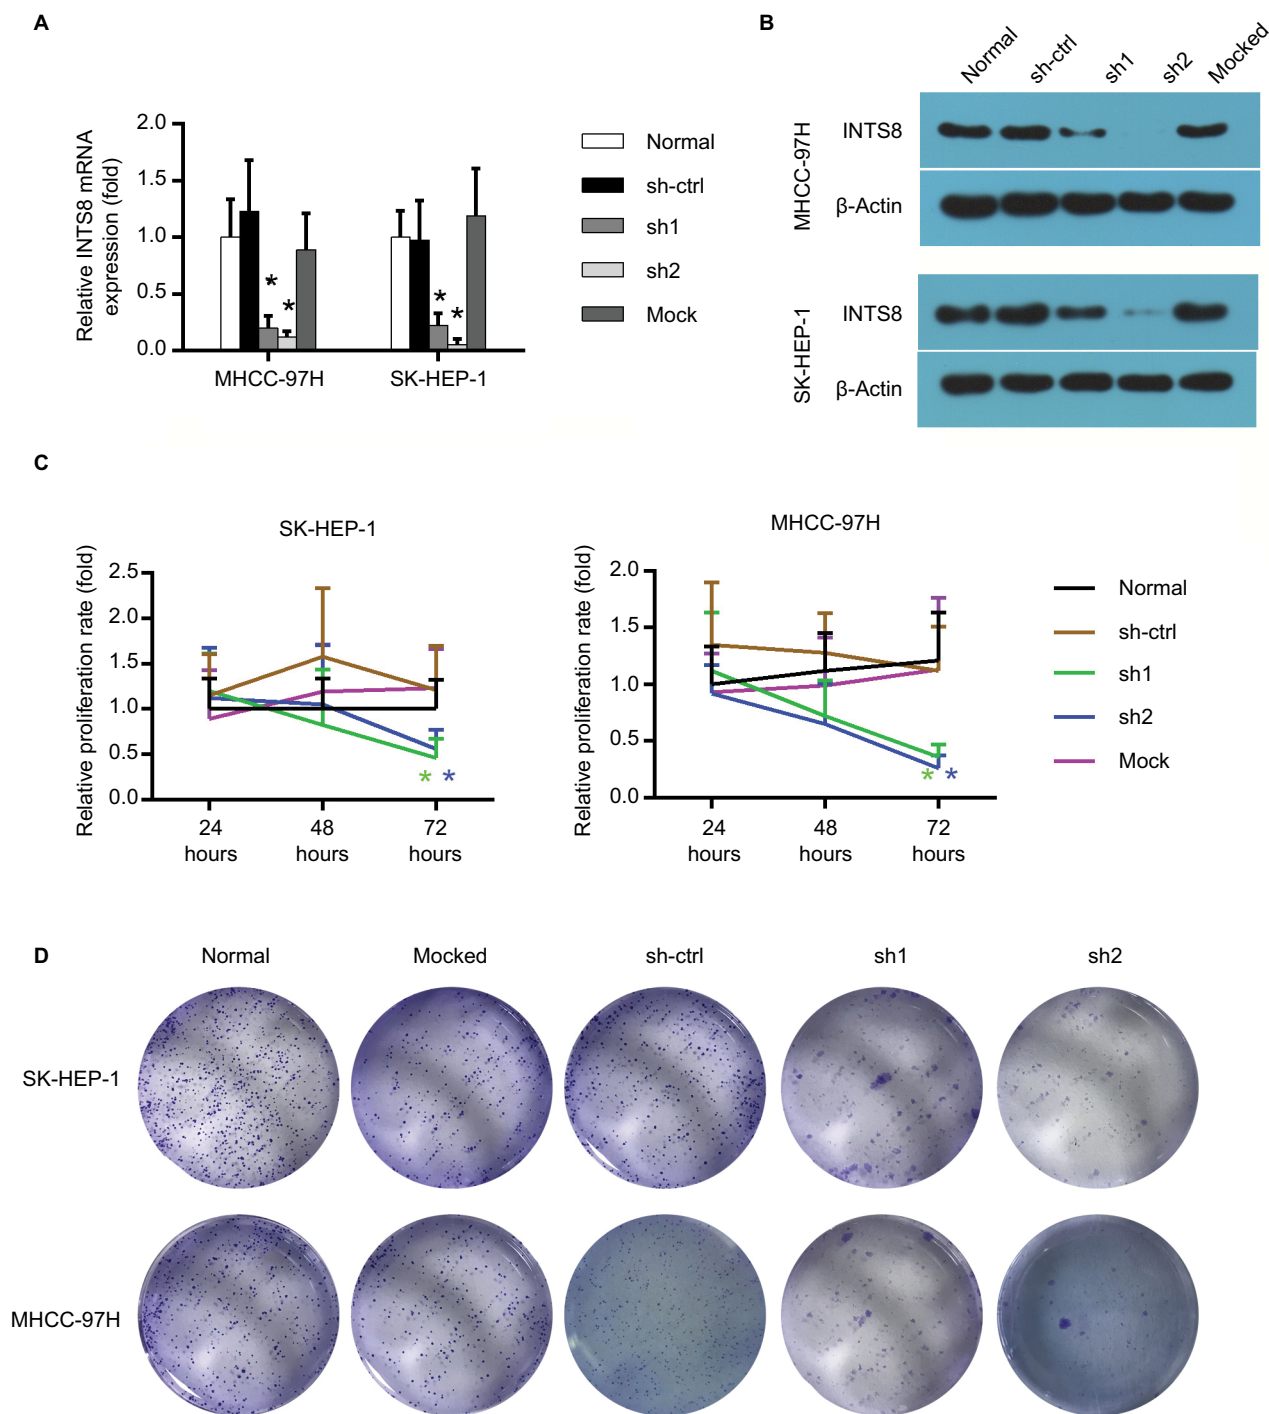 A
Relative INTS8 mRNA
expression (fold)
2.0
1.5
1.0
0.5
0.0
* * * *
MHCC-97H SK-HEP-1
Normal
sh-ctrl
sh1
sh2
Mock
B
Normal sh-ctrl sh1 sh2 Mocked
MHCC-97H
INTS8
β-Actin
SK-HEP-1
INTS8
β-Actin
C
SK-HEP-1
Relative proliferation rate (fold)
2.5
2.0
1.5
1.0
0.5
0.0
* *
24 48 72
hours hours hours
MHCC-97H
Relative proliferation rate (fold)
2.0
1.5
1.0
0.5
0.0
* *
24 48 72
hours hours hours
Normal
sh-ctrl
sh1
sh2
Mock
D
Normal Mocked sh-ctrl sh1 sh2
SK-HEP-1
MHCC-97H